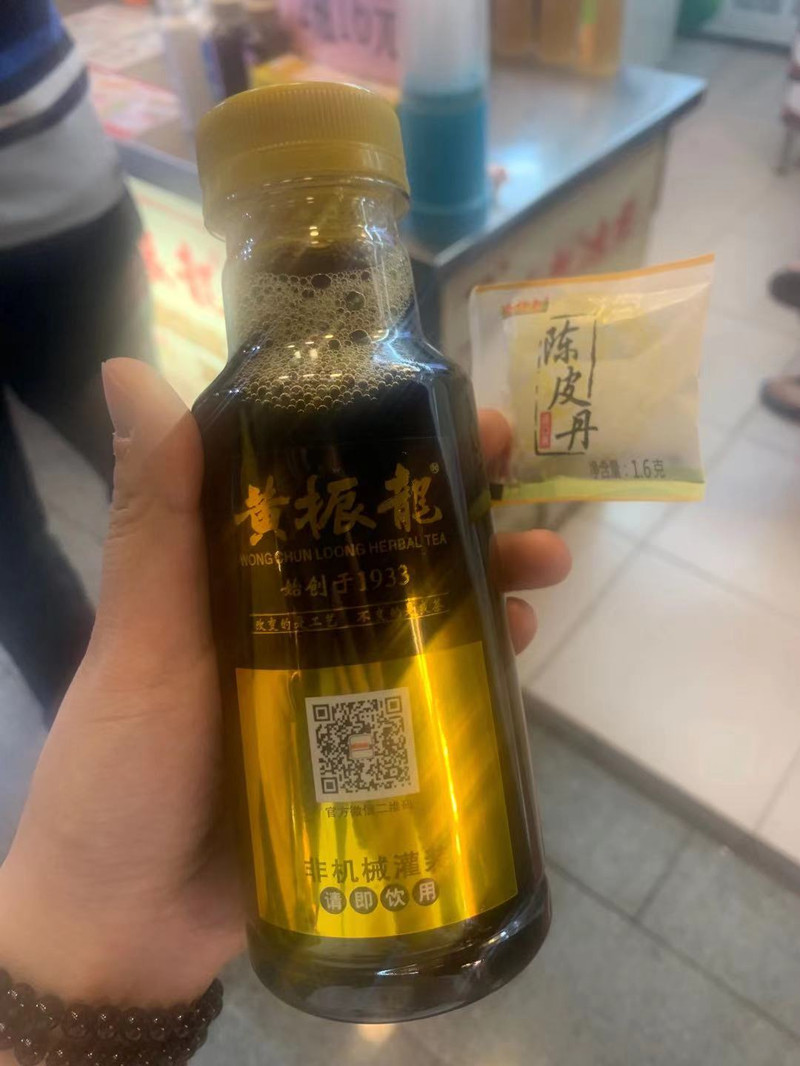 黄振龍®
WONG CHUN LOONG HERBAL TEA
始创于1933
官方微信二维码
非机械灌装
请即饮用
陈皮丹
净含量:1.6克